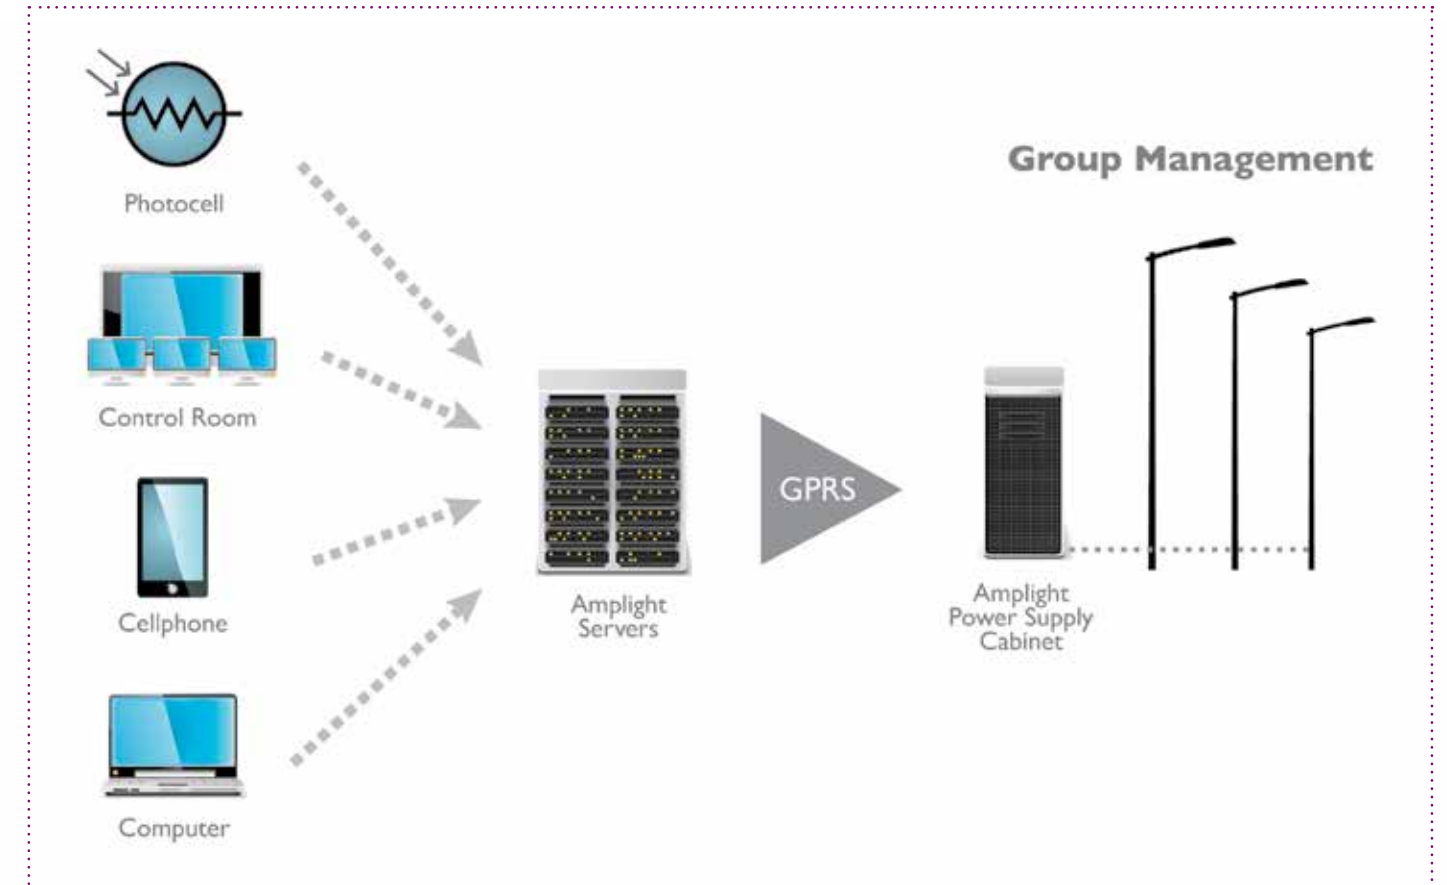 Photocell
Group Management
Control Room
GPRS
Cellphone
Amplight
Servers
Amplight
Power Supply
Cabinet
Computer